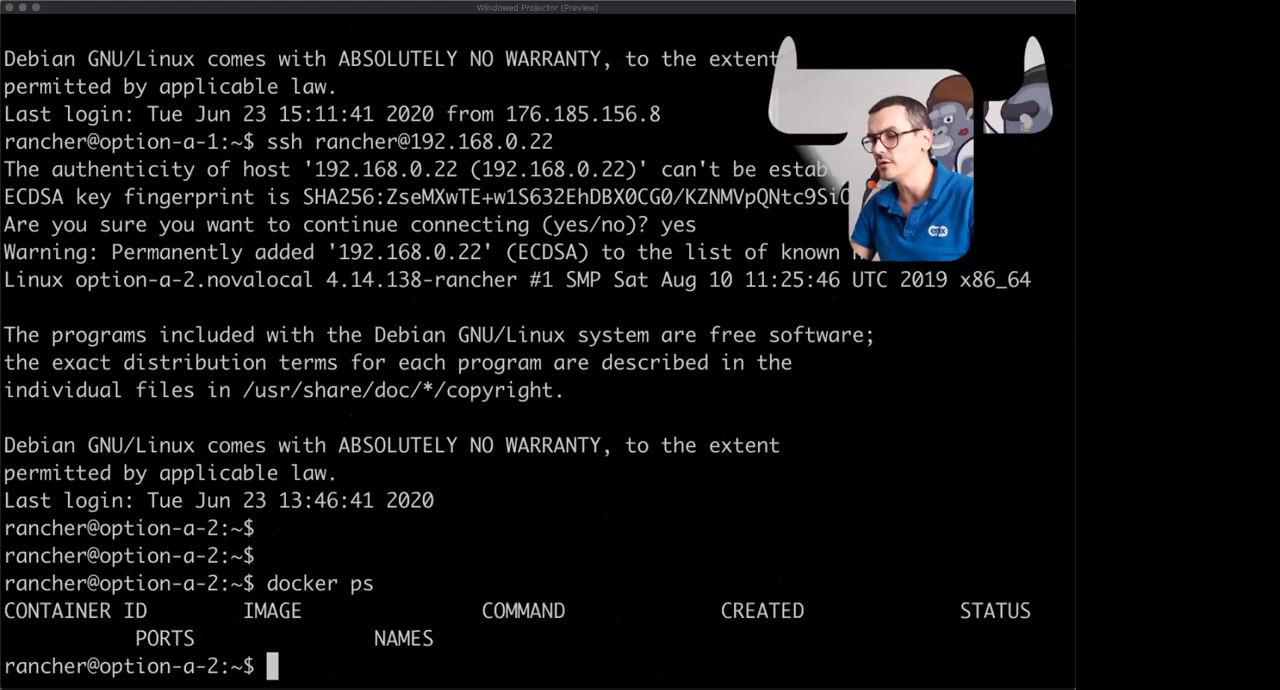 Windowed Projector (Preview)
Debian GNU/Linux comes with ABSOLUTELY NO WARRANTY, to the extent
permitted by applicable law.
Last login: Tue Jun 23 15:11:41 2020 from 176.185.156.8
rancher@option-a-1:~$ ssh rancher@192.168.0.22
The authenticity of host '192.168.0.22 (192.168.0.22)' can't be
ECDSA key fingerprint is
Are you sure you want to continue connecting (yes/no)? yes
Warning: Permanently added '192.168.0.22' (ECDSA) to the list of known
Linux option-a-2.novalocal 4.14.138-rancher #1 SMP Sat Aug 10 11:25:46 UTC 2019 x86_64
The programs included with the Debian GNU/Linux system are free software;
the exact distribution terms for each program are described in the
individual files in /usr/share/doc/*/copyright.
Debian GNU/Linux comes with ABSOLUTELY NO WARRANTY, to the extent
permitted by applicable law.
Last login: Tue Jun 23 13:46:41 2020
rancher@option-a-2:~$
rancher@option-a-2:~$
rancher@option-a-2:~$ docker ps
CONTAINER ID IMAGE COMMAND CREATED STATUS
PORTS NAMES
rancher@option-a-2:~$
enix